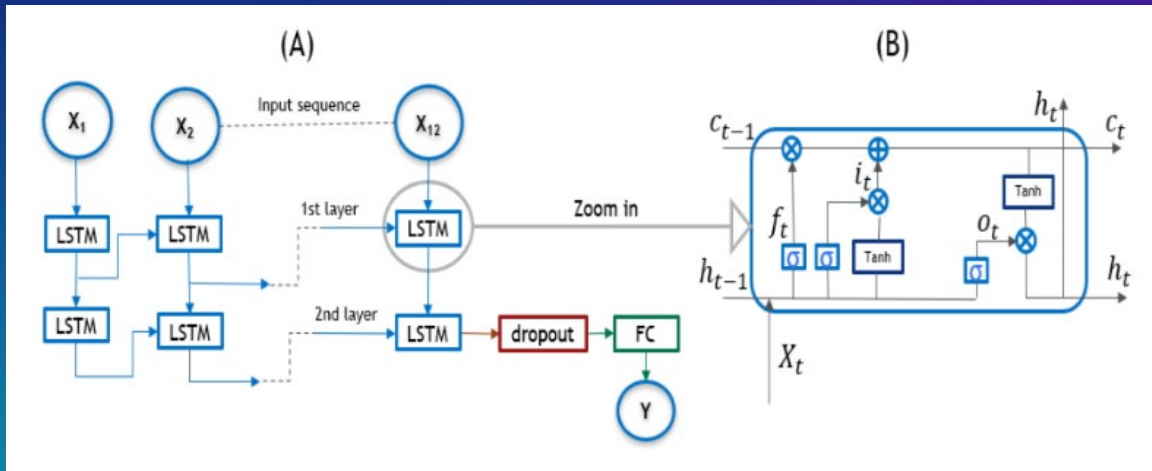 (A)
(B)
X₁
X₂
Input sequence
X₁₂
LSTM
LSTM
1st layer
LSTM
Zoom in
LSTM
LSTM
2nd layer
LSTM
dropout
FC
Y
cₜ₋₁
hₜ
cₜ
iₜ
Tanh
fₜ
oₜ
σ
σ
Tanh
σ
hₜ₋₁
hₜ
Xₜ